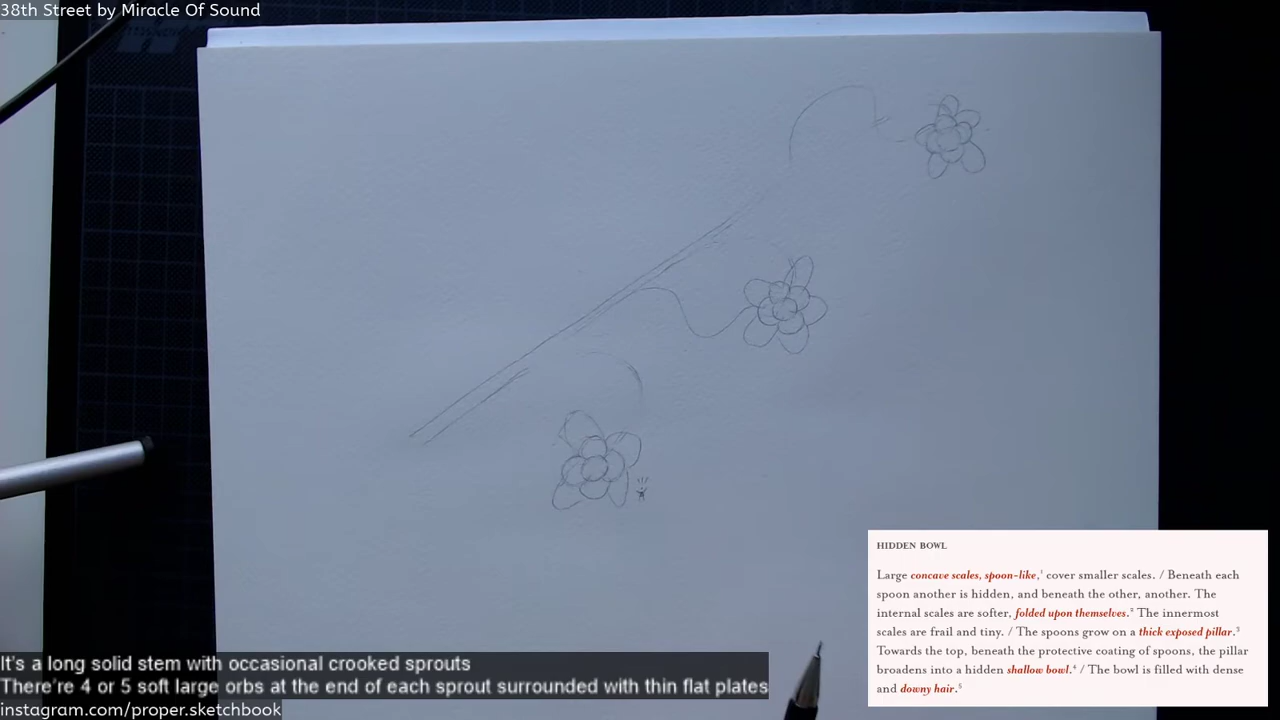 38th Street by Miracle Of Sound
HIDDEN BOWL
Large concave scales, spoon-like,¹ cover smaller scales. / Beneath each
spoon another is hidden, and beneath the other, another. The
internal scales are softer, folded upon themselves.² The innermost
scales are frail and tiny. / The spoons grow on a thick exposed pillar.³
Towards the top, beneath the protective coating of spoons, the pillar
broadens into a hidden shallow bowl.⁴ / The bowl is filled with dense
and downy hair.⁵
It's a long solid stem with occasional crooked sprouts
There're 4 or 5 soft large orbs at the end of each sprout surrounded with thin flat plates
instagram.com/proper.sketchbook